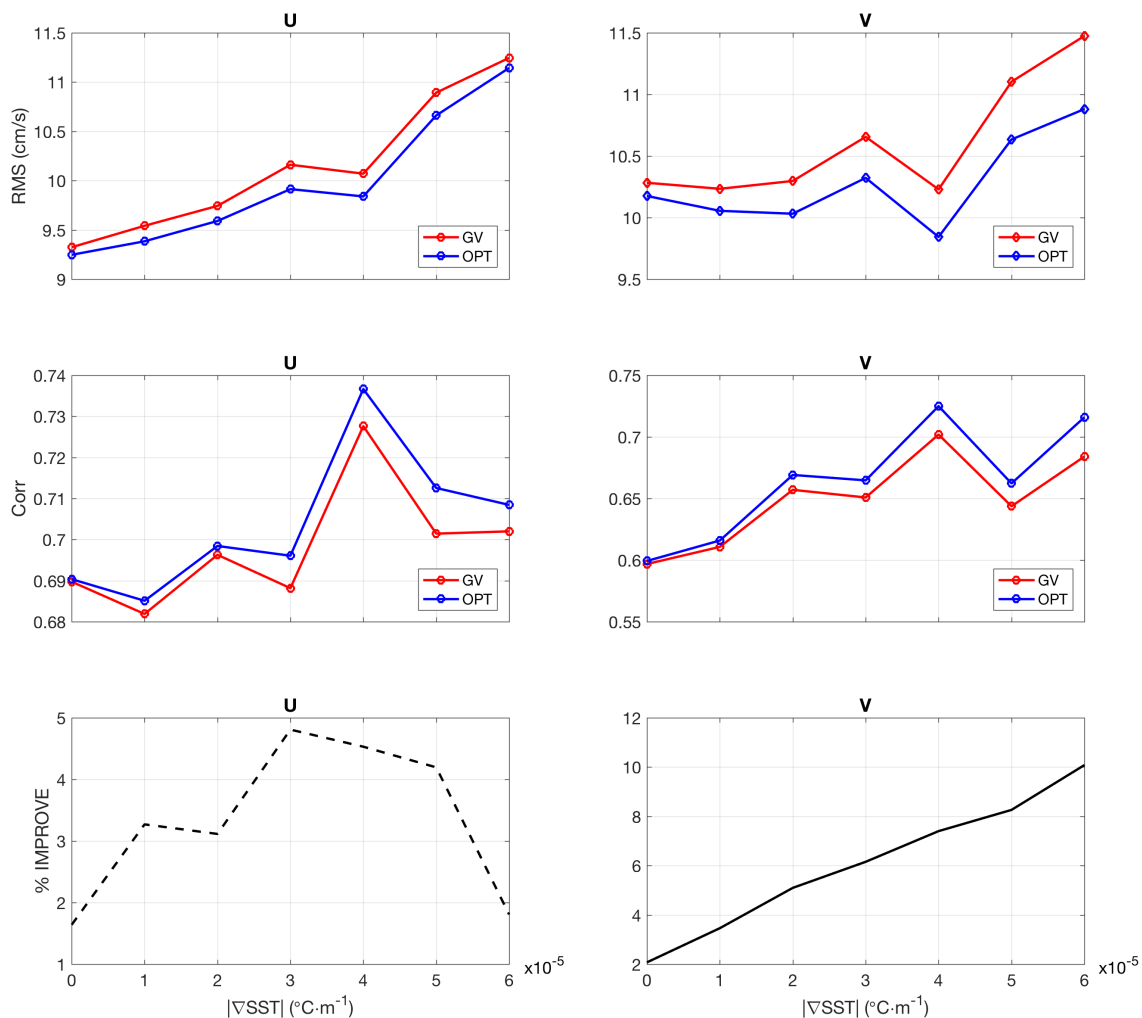 U
RMS (cm/s)
11.5
11
10.5
10
9.5
9
GV
OPT
V
11.5
11
10.5
10
9.5
GV
OPT
U
Corr
0.74
0.73
0.72
0.71
0.7
0.69
0.68
GV
OPT
V
0.75
0.7
0.65
0.6
0.55
GV
OPT
U
% IMPROVE
5
4
3
2
1
0 1 2 3 4 5 6
×10⁻⁵
|∇SST| (°C·m⁻¹)
V
12
10
8
6
4
2
0 1 2 3 4 5 6
×10⁻⁵
|∇SST| (°C·m⁻¹)